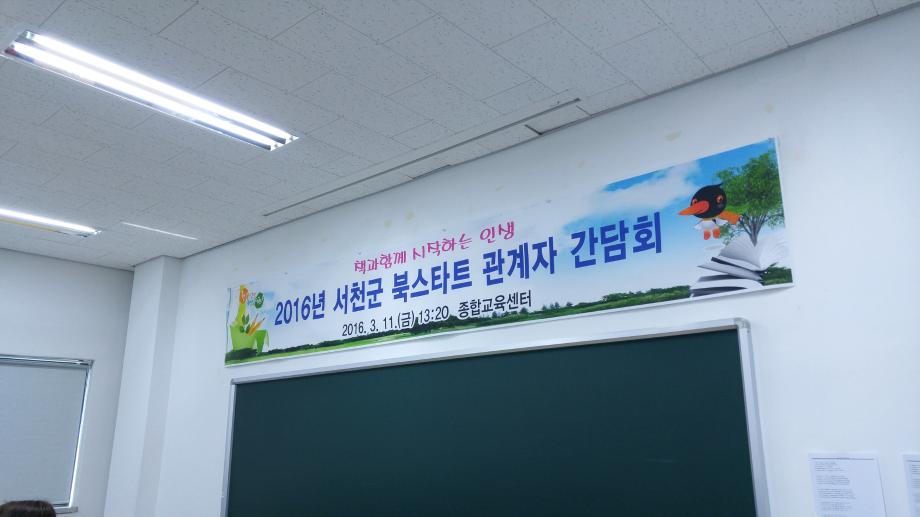 책과함께 시작하는 인생
2016년 서천군 북스타트 관계자 간담회
2016. 3. 11.(금) 13:20 종합교육센터